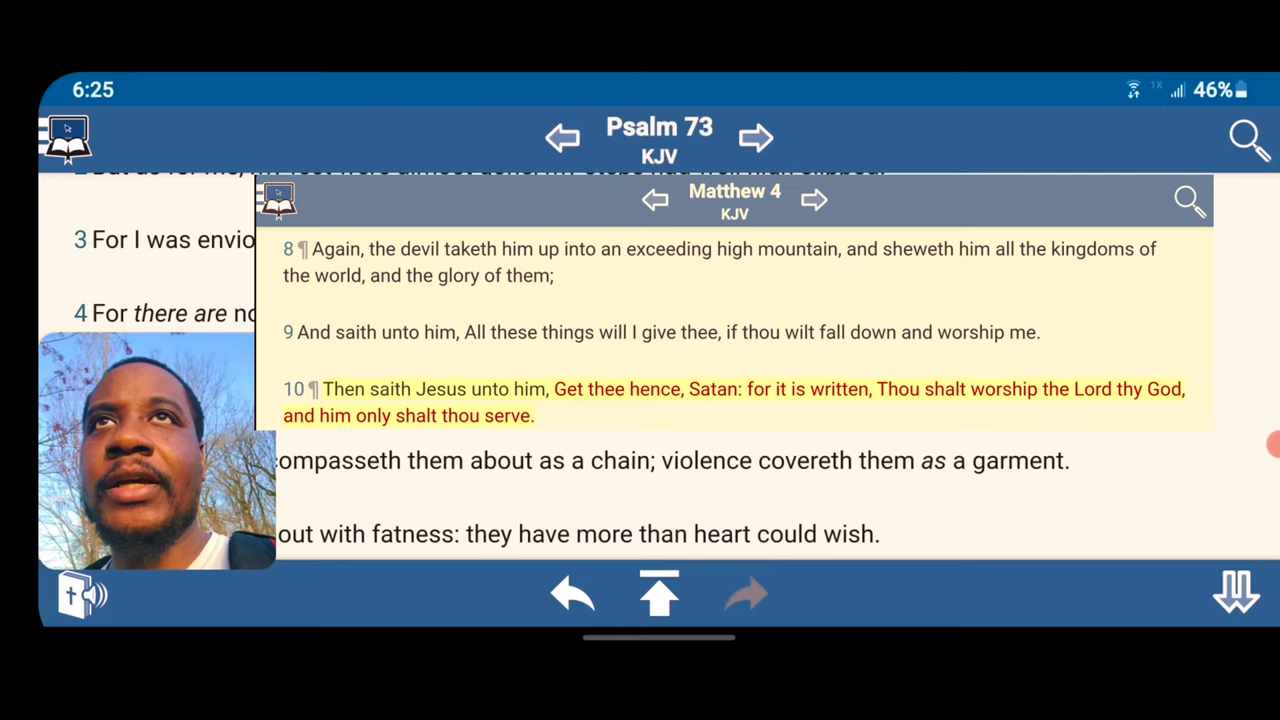 6:25
1X
46%
Psalm 73
KJV
Matthew 4
KJV
3 For I was envio
8 ¶ Again, the devil taketh him up into an exceeding high mountain, and sheweth him all the kingdoms of
the world, and the glory of them;
4 For there are no
9 And saith unto him, All these things will I give thee, if thou wilt fall down and worship me.
10 ¶ Then saith Jesus unto him, Get thee hence, Satan: for it is written, Thou shalt worship the Lord thy God,
and him only shalt thou serve.
ompasseth them about as a chain; violence covereth them as a garment.
out with fatness: they have more than heart could wish.